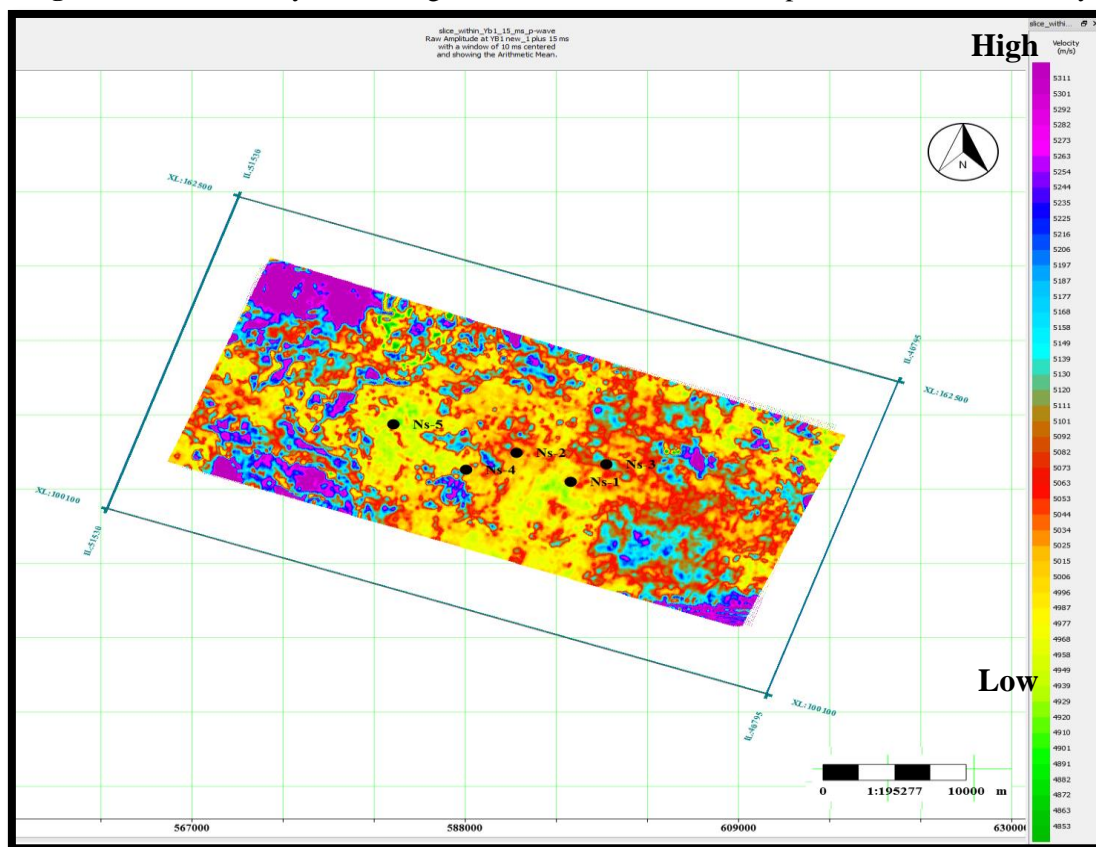 slice_within_Yb1_15_ms_p-wave
Raw Amplitude at YB1 new_1 plus 15 ms
with a window of 10 ms centered
and showing the Arithmetic Mean.
slice_withi...
High
Velocity
(m/s)
5311
5301
5292
5282
5273
5263
5254
5244
5235
5225
5216
5206
5197
5187
5177
5168
5158
5149
5139
5130
5120
5111
5101
5092
5082
5073
5063
5053
5044
5034
5025
5015
5006
4996
4987
4977
4968
4958
4949
4939
4929
4920
4910
4901
4891
4882
4872
4863
4853
Low
N
XL:162500
IL:51530
IL:40795
XL:162500
Ns-5
Ns-2
Ns-4
Ns-3
Ns-1
XL:100100
IL:51530
IL:40795
XL:100100
0 1:195277 10000 m
567000 588000 609000 630000